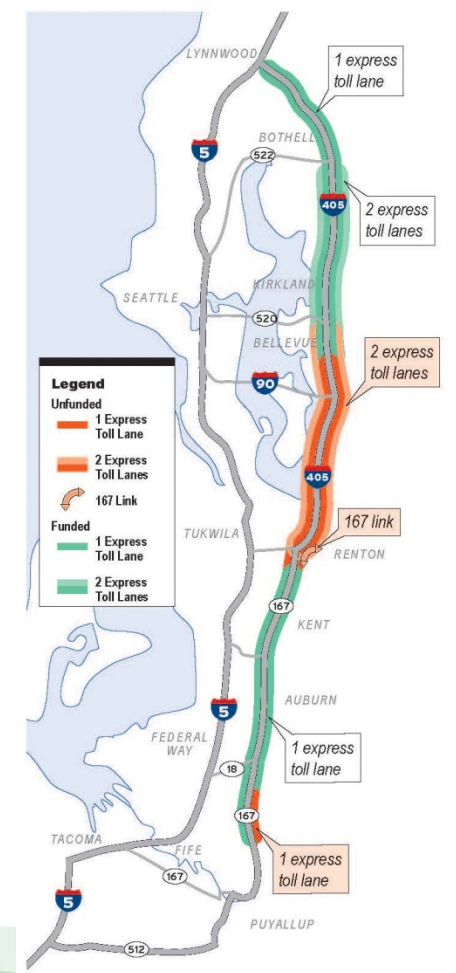 LYNNWOOD
1 express
toll lane
BOTHELL
5
522
405
2 express
toll lanes
KIRKLAND
SEATTLE
520
BELLEVUE
2 express
toll lanes
90
Legend
Unfunded
1 Express
Toll Lane
2 Express
Toll Lanes
167 Link
Funded
1 Express
Toll Lane
2 Express
Toll Lanes
405
167 link
TUKWILA
RENTON
167
KENT
AUBURN
5
FEDERAL
WAY
1 express
toll lane
18
167
TACOMA
FIFE
1 express
toll lane
167
5
PUYALLUP
512